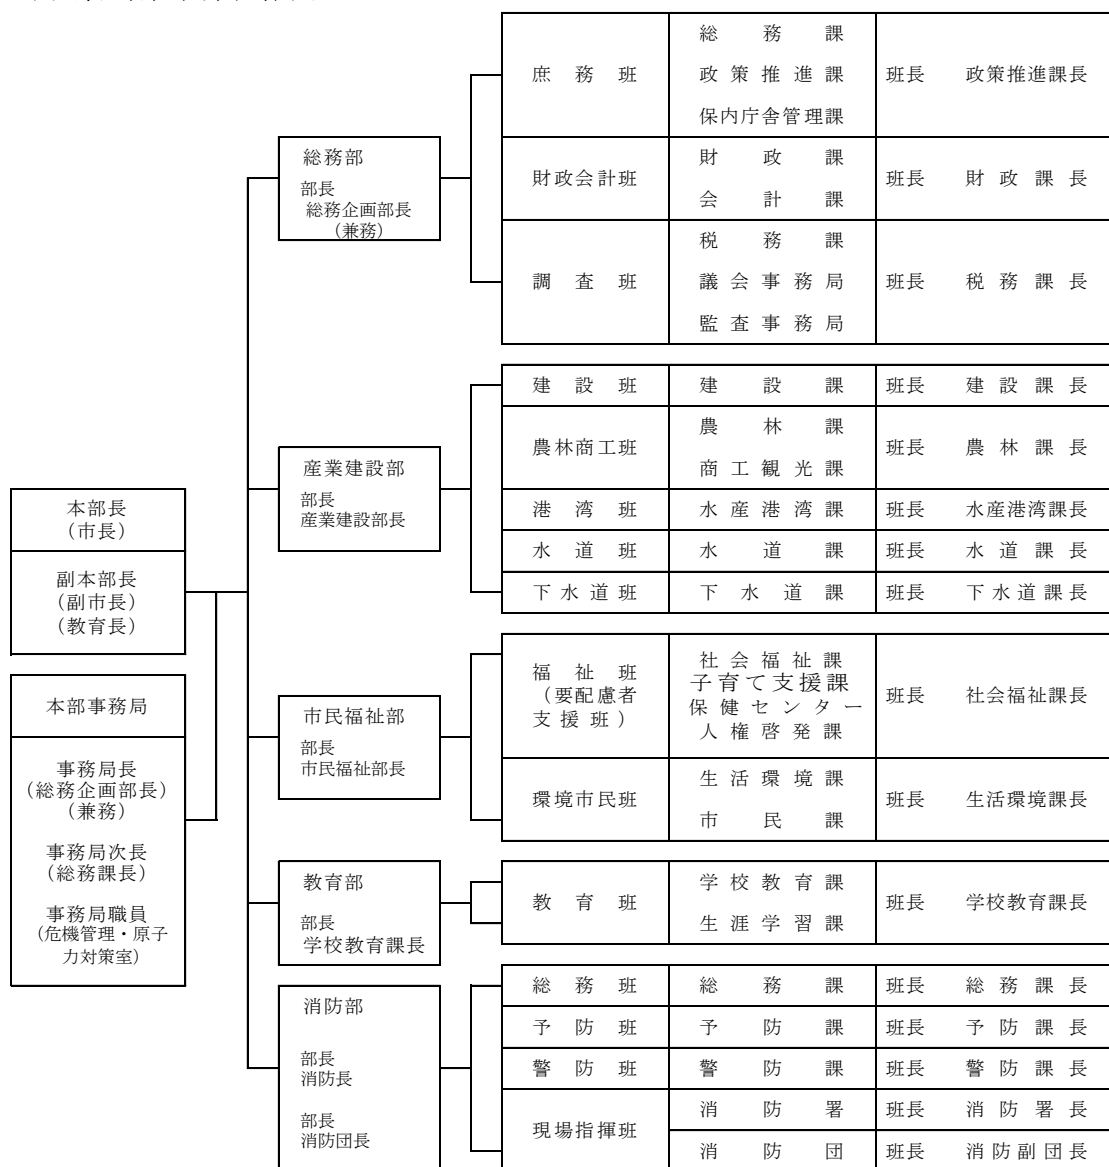 本部長
(市長)
副本部長
(副市長)
(教育長)
本部事務局
事務局長
(総務企画部長)
(兼務)
事務局次長
(総務課長)
事務局職員
(危機管理・原子
力対策室)
総務部
部長
総務企画部長
(兼務)
庶務班
総務課
政策推進課
保内庁舎管理課
班長 政策推進課長
財政会計班
財政課
会計課
班長 財政課長
調査班
税務課
議会事務局
監査事務局
班長 税務課長
産業建設部
部長
産業建設部長
建設班 建設課 班長 建設課長
農林商工班
農林課
商工観光課
班長 農林課長
港湾班 水産港湾課 班長 水産港湾課長
水道班 水道課 班長 水道課長
下水道班 下水道課 班長 下水道課長
市民福祉部
部長
市民福祉部長
福祉班
(要配慮者
支援班)
社会福祉課
子育て支援課
保健センター
人権啓発課
班長 社会福祉課長
環境市民班
生活環境課
市民課
班長 生活環境課長
教育部
部長
学校教育課長
教育班
学校教育課
生涯学習課
班長 学校教育課長
消防部
部長
消防長
部長
消防団長
総務班 総務課 班長 総務課長
予防班 予防課 班長 予防課長
警防班 警防課 班長 警防課長
現場指揮班
消防署 班長 消防署長
消防団 班長 消防副団長